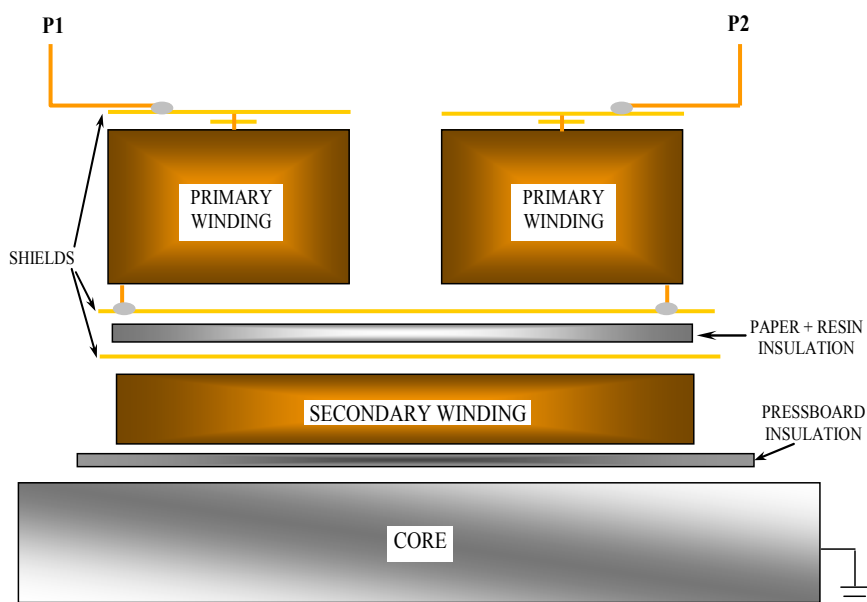 P1
P2
PRIMARY
WINDING
PRIMARY
WINDING
SHIELDS
PAPER + RESIN
INSULATION
SECONDARY WINDING
PRESSBOARD
INSULATION
CORE